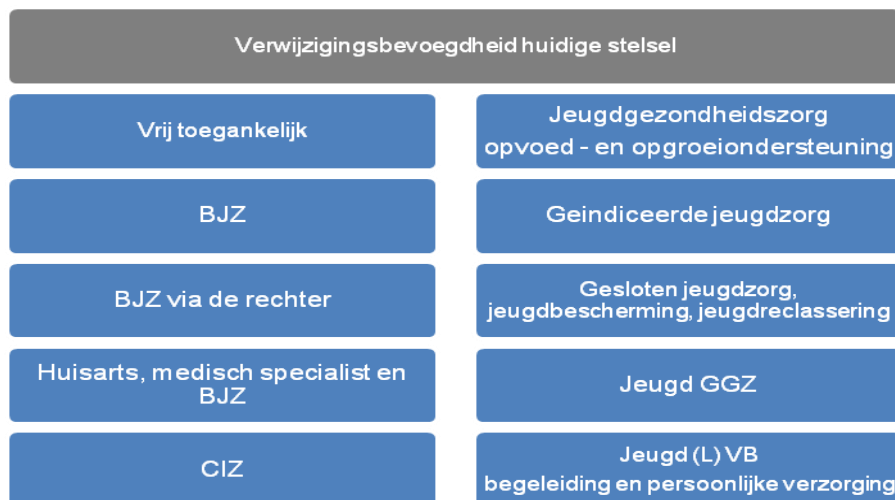 Verwijzigingsbevoegdheid huidige stelsel
Vrij toegankelijk
Jeugdgezondheidszorg
opvoed - en opgroeiondersteuning
BJZ
Geindiceerde jeugdzorg
BJZ via de rechter
Gesloten jeugdzorg,
jeugdbescherming, jeugdreclassering
Huisarts, medisch specialist en
BJZ
Jeugd GGZ
CIZ
Jeugd (L) VB
begeleiding en persoonlijke verzorging